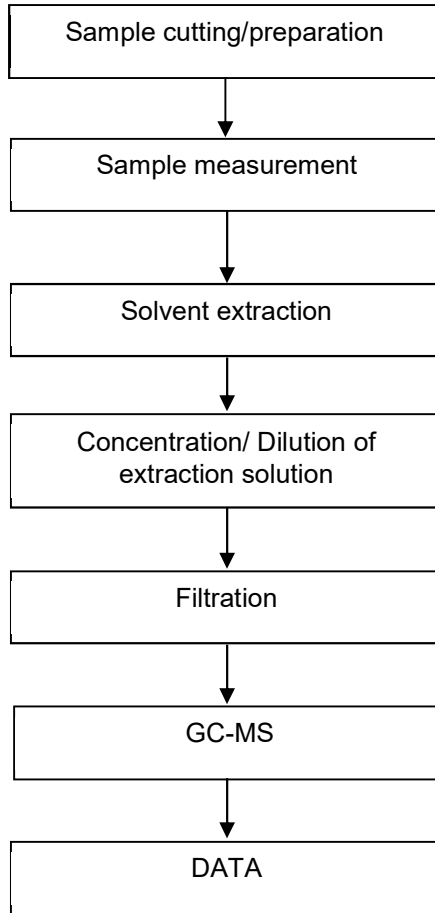 Sample cutting/preparation
Sample measurement
Solvent extraction
Concentration/ Dilution of
extraction solution
Filtration
GC-MS
DATA